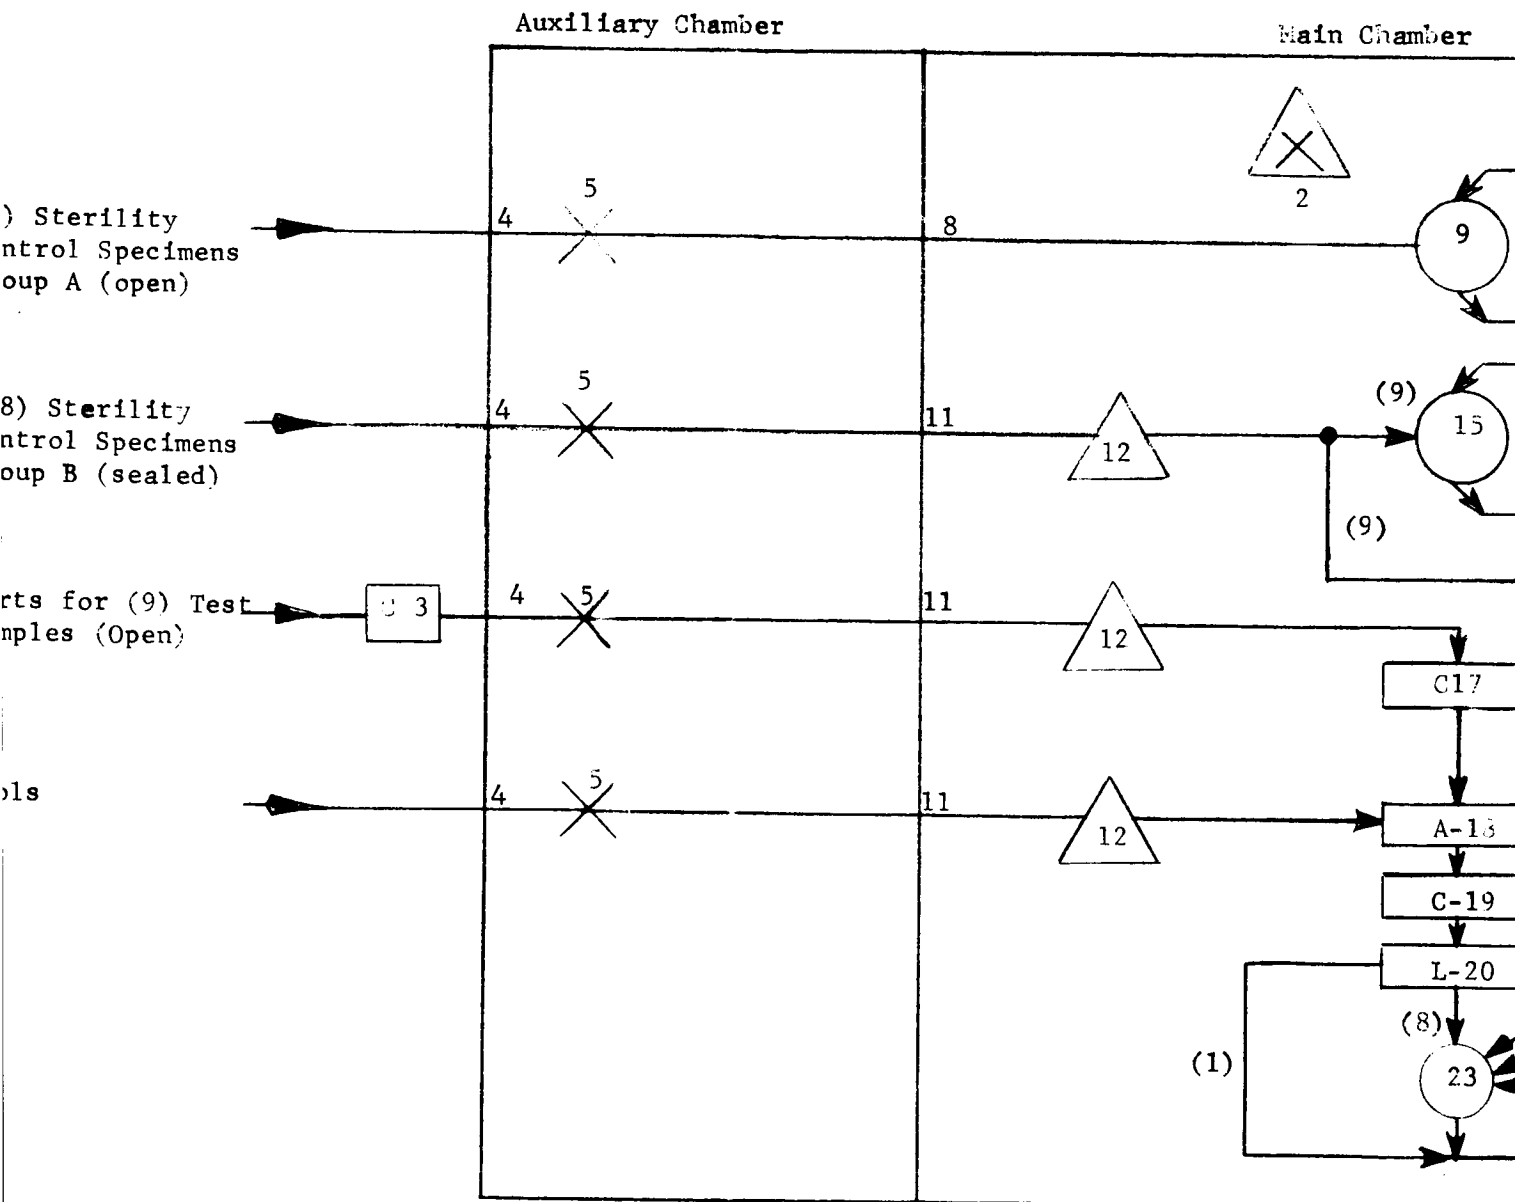 Auxiliary Chamber
Main Chamber
2
) Sterility
ntrol Specimens
oup A (open)
4
5
8
9
8) Sterility
ntrol Specimens
oup B (sealed)
4
5
11
12
(9)
15
(9)
rts for (9) Test
mples (Open)
3
4
5
11
12
C17
ols
4
5
11
12
A-18
C-19
L-20
(8)
(1)
23